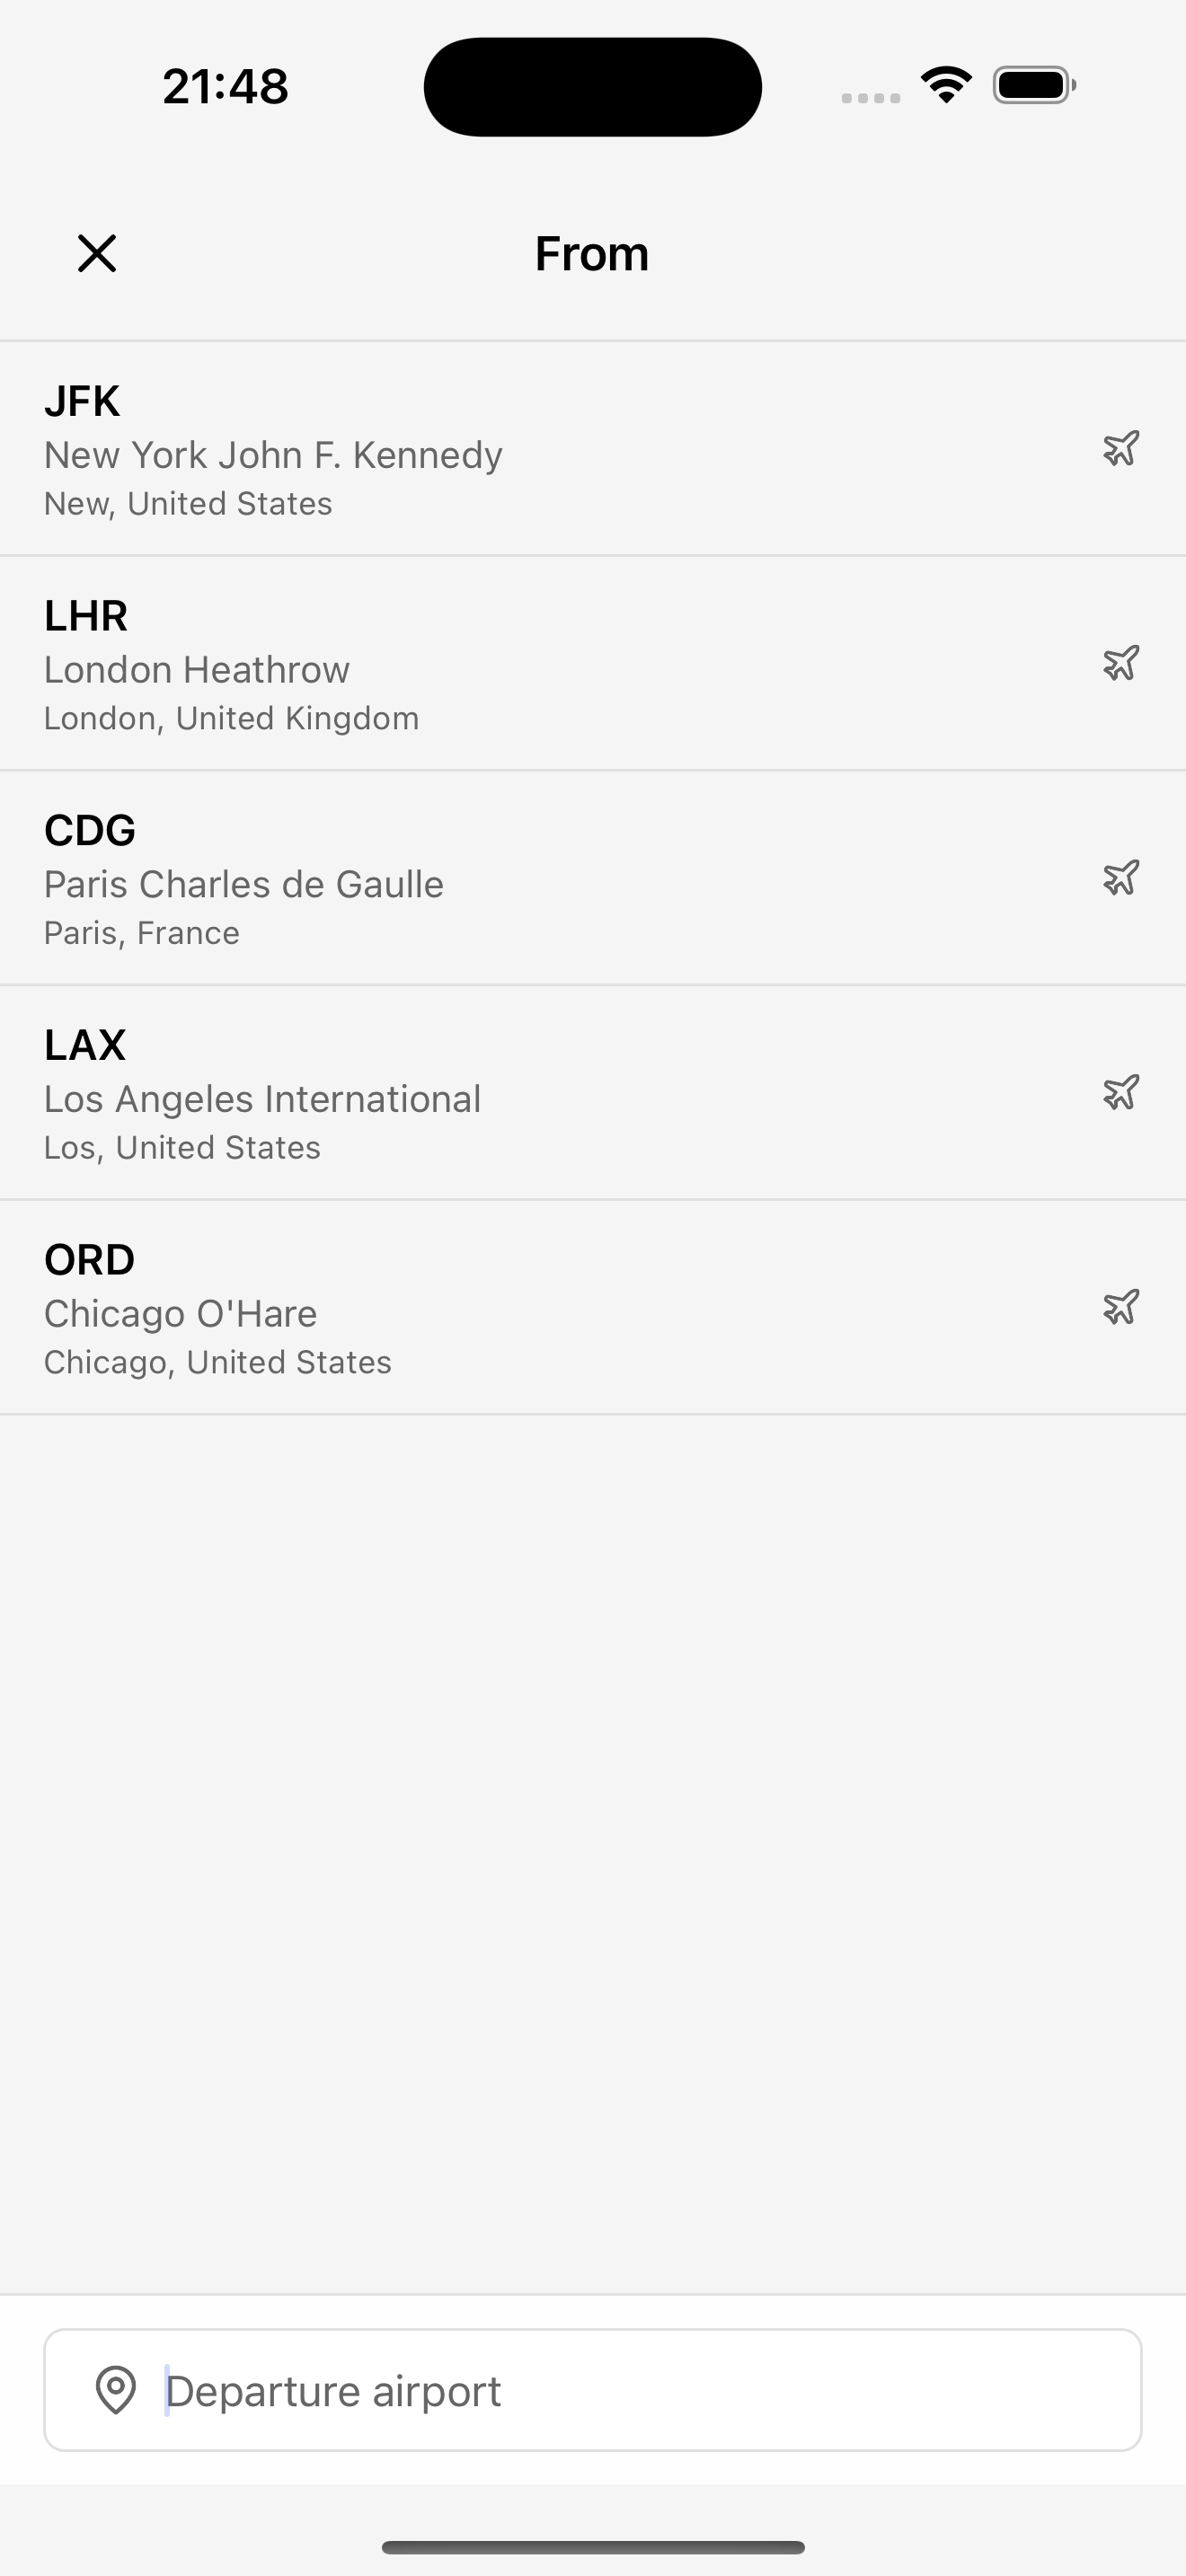 21:48
From
JFK
New York John F. Kennedy
New, United States
LHR
London Heathrow
London, United Kingdom
CDG
Paris Charles de Gaulle
Paris, France
LAX
Los Angeles International
Los, United States
ORD
Chicago O'Hare
Chicago, United States
Departure airport